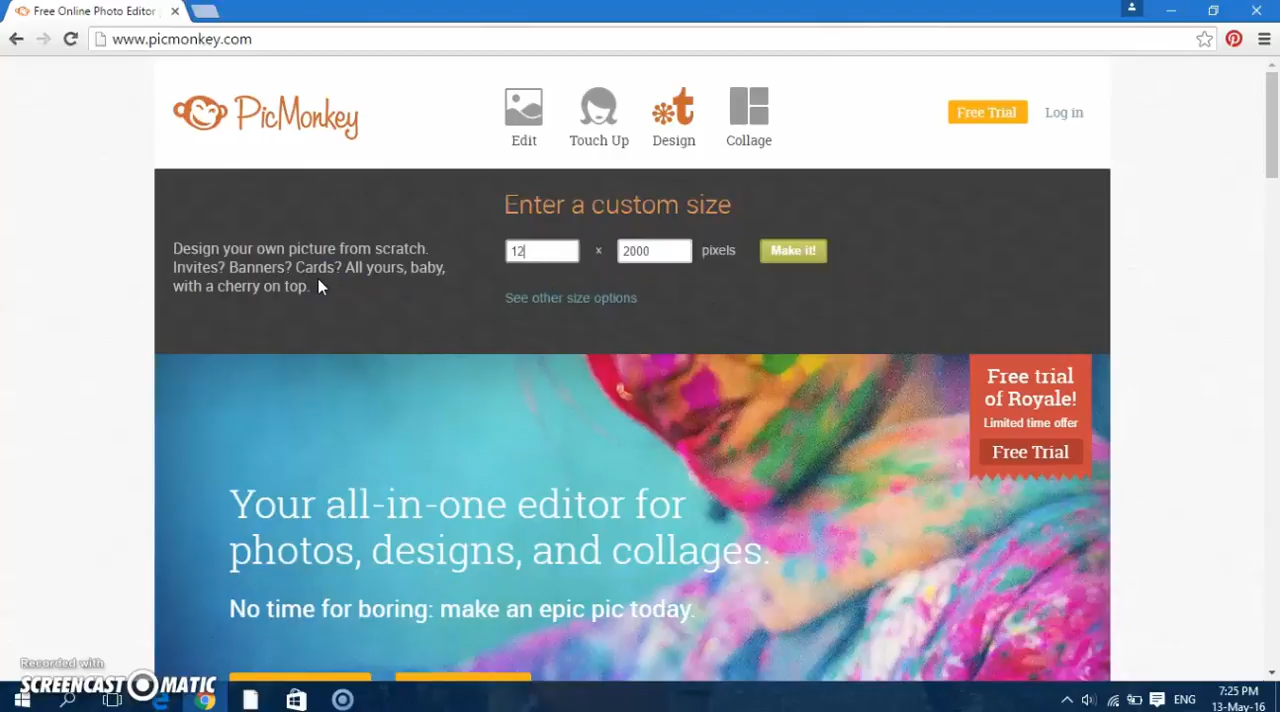 Free Online Photo Editor
www.picmonkey.com
PicMonkey
Edit
Touch Up
Design
Collage
Free Trial
Log in
Enter a custom size
12 x 2000 pixels Make it!
See other size options
Design your own picture from scratch.
Invites? Banners? Cards? All yours, baby,
with a cherry on top.
Free trial
of Royale!
Limited time offer
Free Trial
Your all-in-one editor for
photos, designs, and collages.
No time for boring: make an epic pic today.
Recorded with
SCREENCAST MATIC
ENG
7:25 PM
13-May-16